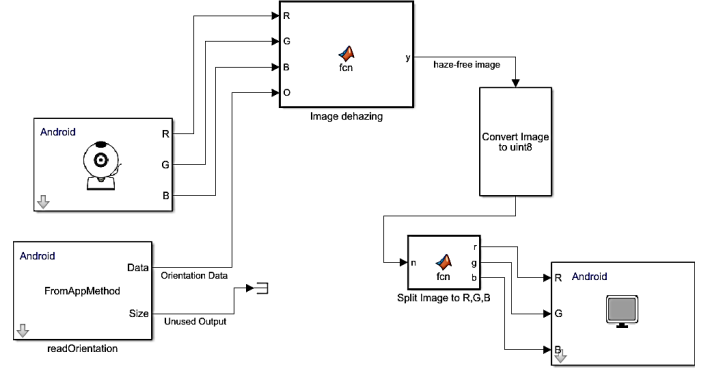 R
G
B
O
fcn
y
Image dehazing
haze-free image
Android
R
G
B
Convert Image
to uint8
Android
Data
FromAppMethod
Size
readOrientation
Orientation Data
Unused Output
n
fcn
r
g
b
Split Image to R,G,B
Android
R
G
B